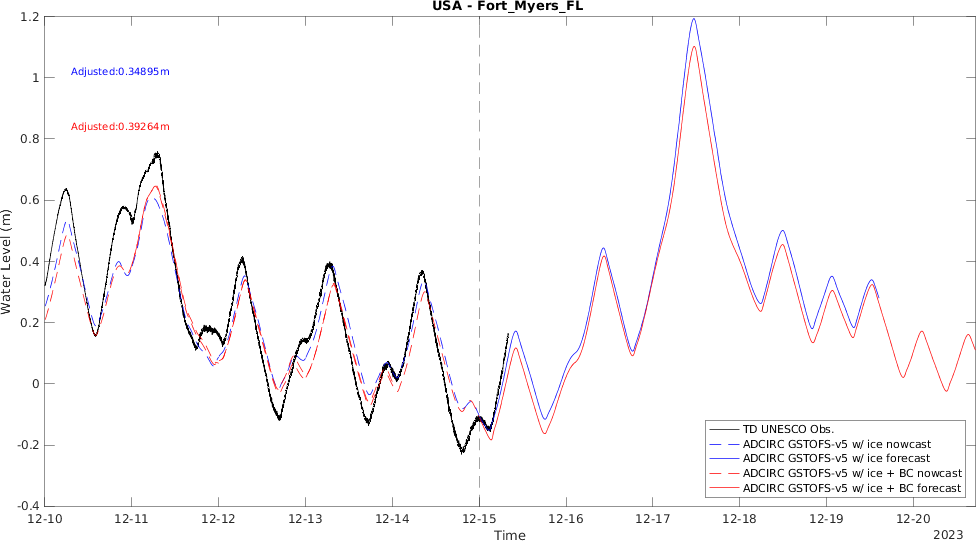 USA - Fort_Myers_FL
1.2
1
0.8
0.6
0.4
0.2
0
-0.2
-0.4
Water Level (m)
Adjusted:0.34895m
Adjusted:0.39264m
TD UNESCO Obs.
ADCIRC GSTOFS-v5 w/ ice nowcast
ADCIRC GSTOFS-v5 w/ ice forecast
ADCIRC GSTOFS-v5 w/ ice + BC nowcast
ADCIRC GSTOFS-v5 w/ ice + BC forecast
12-10 12-11 12-12 12-13 12-14 12-15 12-16 12-17 12-18 12-19 12-20
Time
2023